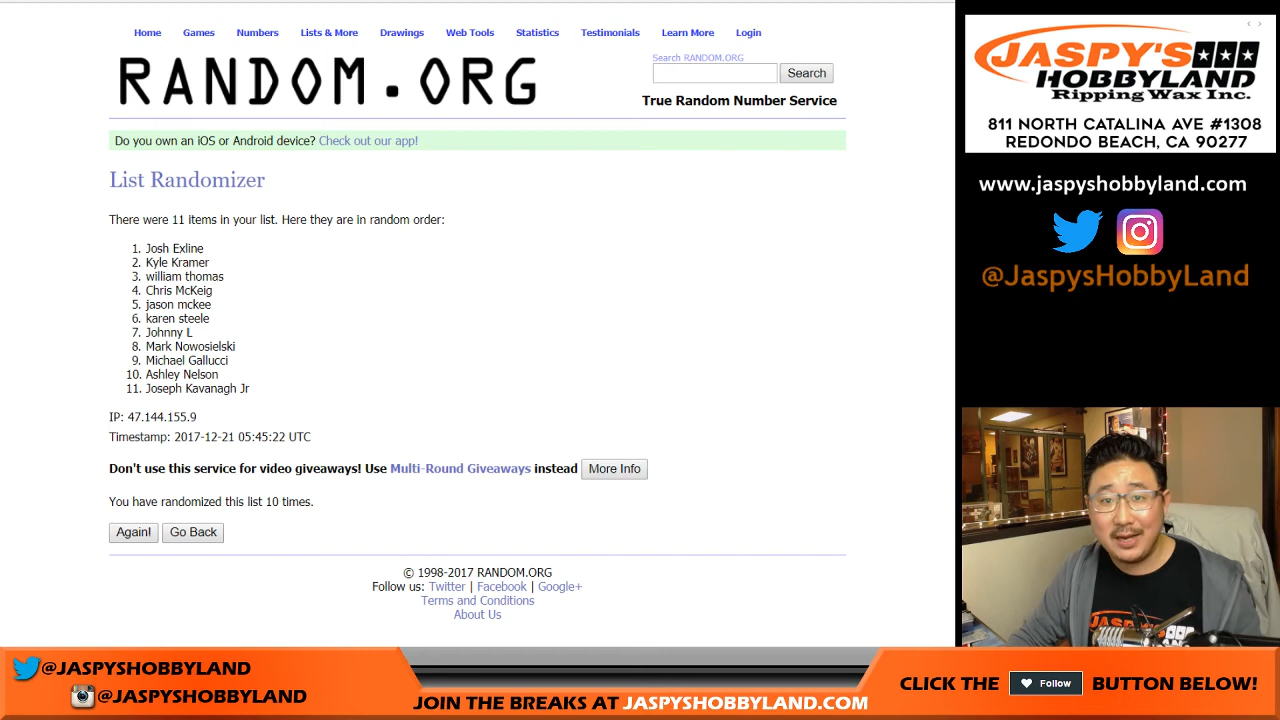 Home Games Numbers Lists & More Drawings Web Tools Statistics Testimonials Learn More Login
RANDOM.ORG
Search RANDOM.ORG
Search
True Random Number Service
Do you own an iOS or Android device? Check out our app!
List Randomizer
There were 11 items in your list. Here they are in random order:
1. Josh Exline
2. Kyle Kramer
3. william thomas
4. Chris McKeig
5. jason mckee
6. karen steele
7. Johnny L
8. Mark Nowosielski
9. Michael Gallucci
10. Ashley Nelson
11. Joseph Kavanagh Jr
IP: 47.144.155.9
Timestamp: 2017-12-21 05:45:22 UTC
Don't use this service for video giveaways! Use Multi-Round Giveaways instead More Info
You have randomized this list 10 times.
Again! Go Back
© 1998-2017 RANDOM.ORG
Follow us: Twitter | Facebook | Google+
Terms and Conditions
About Us
JASPY'S
HOBBYLAND
Ripping Wax Inc.
811 NORTH CATALINA AVE #1308
REDONDO BEACH, CA 90277
www.jaspyshobbyland.com
@JaspysHobbyLand
@JASPYSHOBBYLAND
@JASPYSHOBBYLAND
JOIN THE BREAKS AT JASPYSHOBBYLAND.COM
CLICK THE Follow BUTTON BELOW!